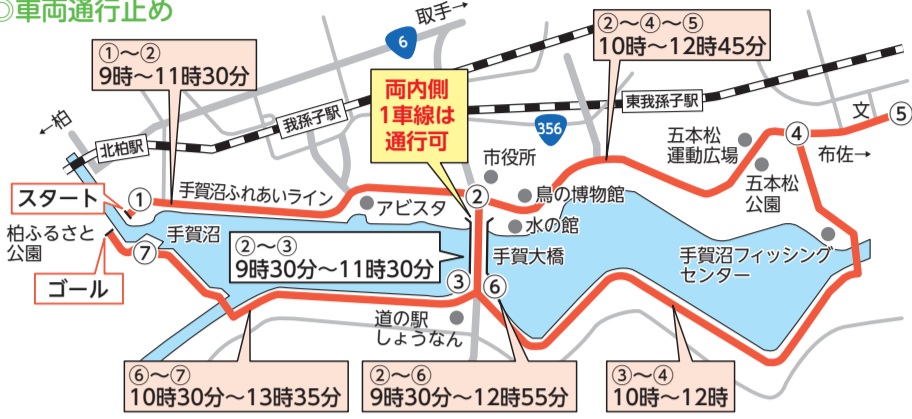 ◎車両通行止め
取手→
6
①〜②
9時〜11時30分
②〜④〜⑤
10時〜12時45分
両内側
1車線は
通行可
←柏
北柏駅
我孫子駅
東我孫子駅
356
文
⑤
④
布佐→
五本松
運動広場
五本松
公園
市役所
鳥の博物館
水の館
②
手賀沼ふれあいライン
アビスタ
スタート
①
柏ふるさと
公園
手賀沼
⑦
ゴール
②〜③
9時30分〜11時30分
手賀大橋
手賀沼フィッシング
センター
③
⑥
道の駅
しょうなん
⑥〜⑦
10時30分〜13時35分
②〜⑥
9時30分〜12時55分
③〜④
10時〜12時